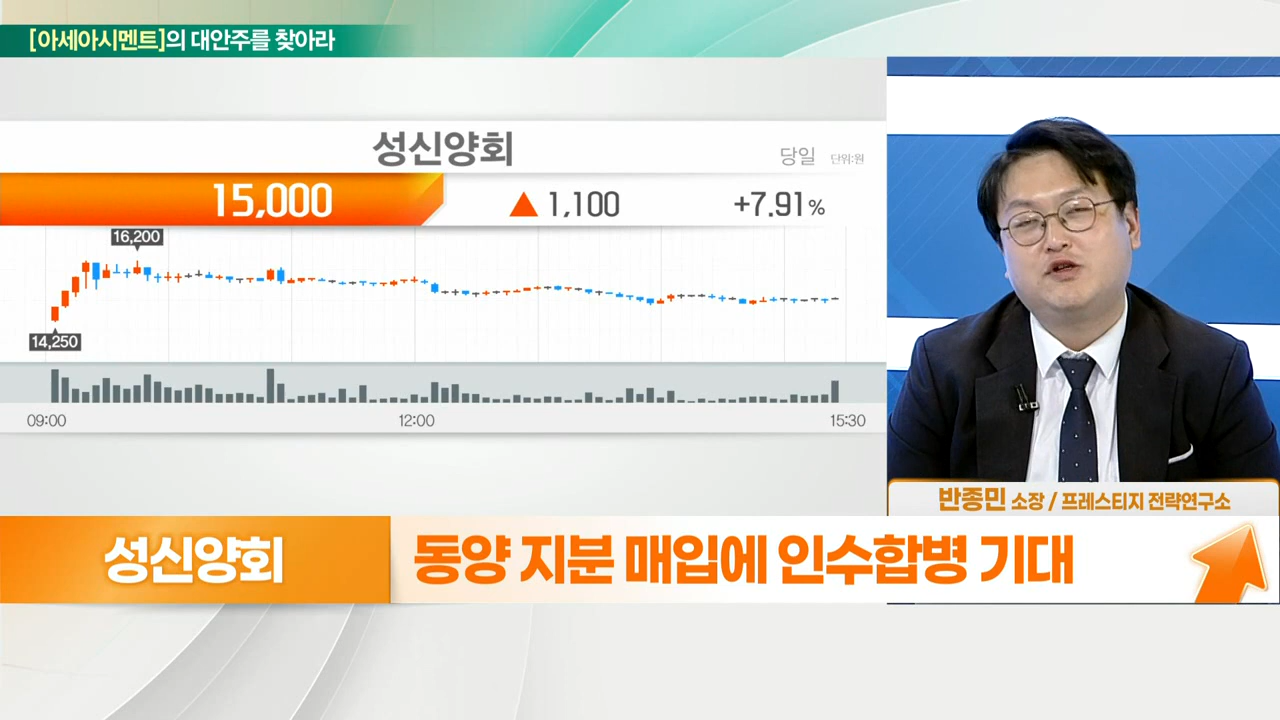 [아세아시멘트]의 대안주를 찾아라
성신양회
당일 단위:원
15,000 ▲ 1,100 +7.91%
16,200
14,250
09:00 12:00 15:30
반종민 소장 / 프레스티지 전략연구소
성신양회
동양 지분 매입에 인수합병 기대